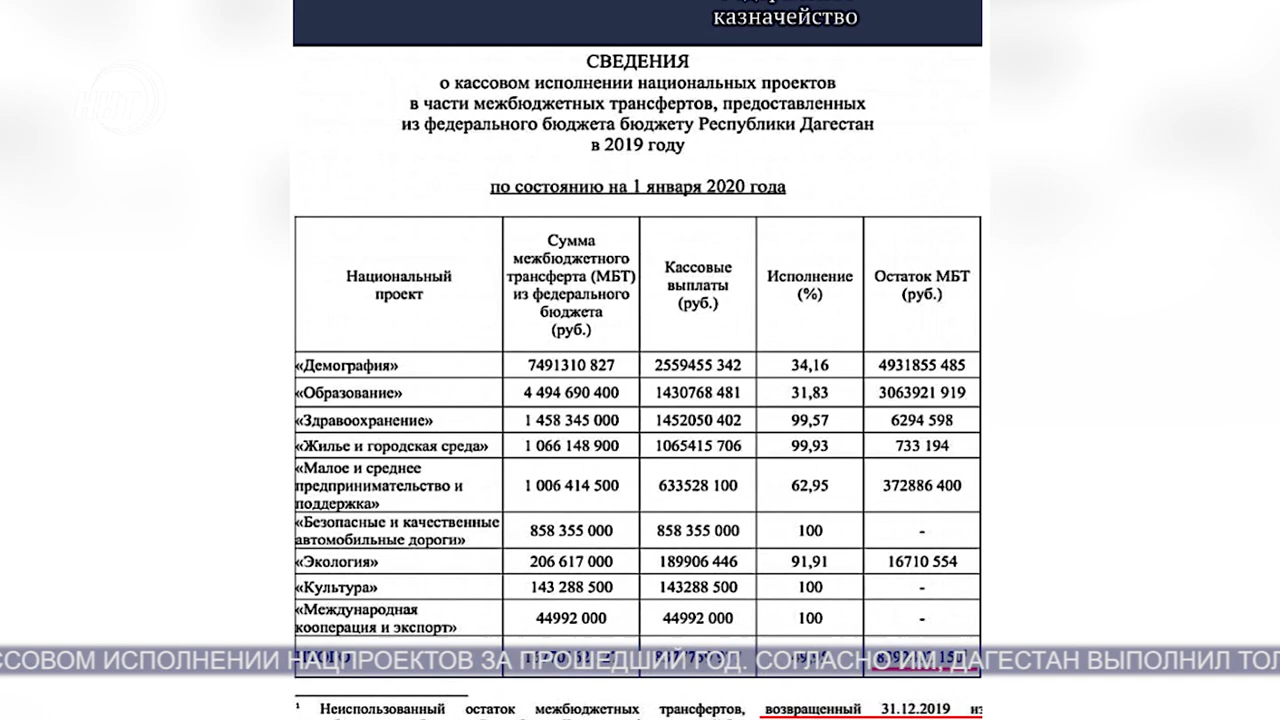 казначейство
ННТ
СВЕДЕНИЯ
о кассовом исполнении национальных проектов
в части межбюджетных трансфертов, предоставленных
из федерального бюджета бюджету Республики Дагестан
в 2019 году
по состоянию на 1 января 2020 года
Национальный проект Сумма межбюджетного трансферта (МБТ) из федерального бюджета (руб.) Кассовые выплаты (руб.) Исполнение (%) Остаток МБТ (руб.)
«Демография» 7491310 827 2559455 342 34,16 4931855 485
«Образование» 4 494 690 400 1430768 481 31,83 3063921 919
«Здравоохранение» 1 458 345 000 1452050 402 99,57 6294 598
«Жилье и городская среда» 1 066 148 900 1065415 706 99,93 733 194
«Малое и среднее предпринимательство и поддержка» 1 006 414 500 633528 100 62,95 372886 400
«Безопасные и качественные автомобильные дороги» 858 355 000 858 355 000 100 -
«Экология» 206 617 000 189906 446 91,91 16710 554
«Культура» 143 288 500 143288 500 100 -
«Международная кооперация и экспорт» 44992 000 44992 000 100 -
ССОВОМ ИСПОЛНЕНИИ НАЦПРОЕКТОВ ЗА ПРОШЕДШИЙ ГОД. СОГЛАСНО ИМ, ДАГЕСТАН ВЫПОЛНИЛ ТОЛ
¹ Неиспользованный остаток межбюджетных трансфертов, возвращенный 31.12.2019 из